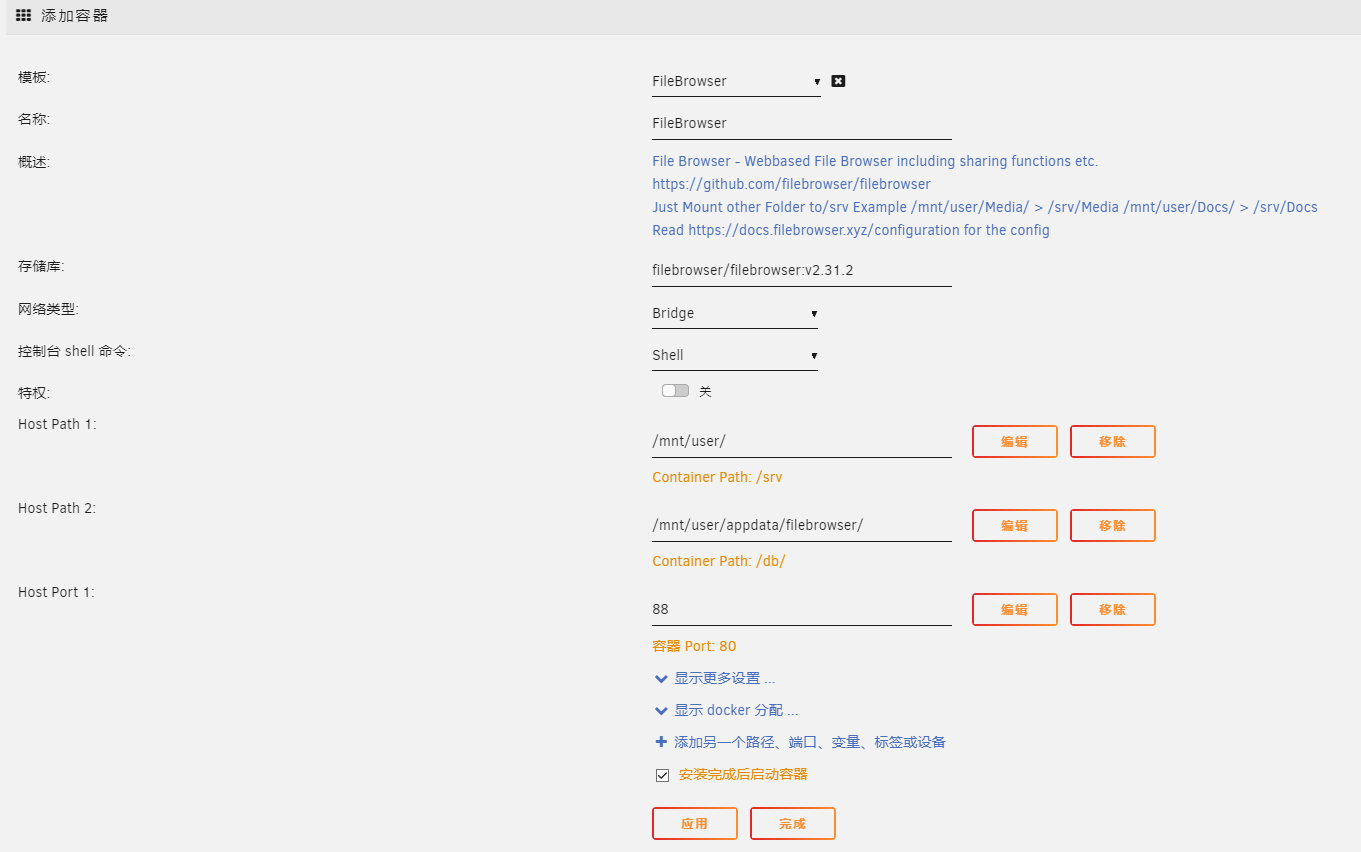 添加容器
模板:
FileBrowser
名称:
FileBrowser
概述:
File Browser - Webbased File Browser including sharing functions etc.
https://github.com/filebrowser/filebrowser
Just Mount other Folder to/srv Example /mnt/user/Media/ > /srv/Media /mnt/user/Docs/ > /srv/Docs
Read https://docs.filebrowser.xyz/configuration for the config
存储库:
filebrowser/filebrowser:v2.31.2
网络类型:
Bridge
控制台 shell 命令:
Shell
特权:
关
Host Path 1:
/mnt/user/
编辑
移除
Container Path: /srv
Host Path 2:
/mnt/user/appdata/filebrowser/
编辑
移除
Container Path: /db/
Host Port 1:
88
编辑
移除
容器 Port: 80
显示更多设置 ...
显示 docker 分配 ...
添加另一个路径、端口、变量、标签或设备
安装完成后启动容器
应用
完成